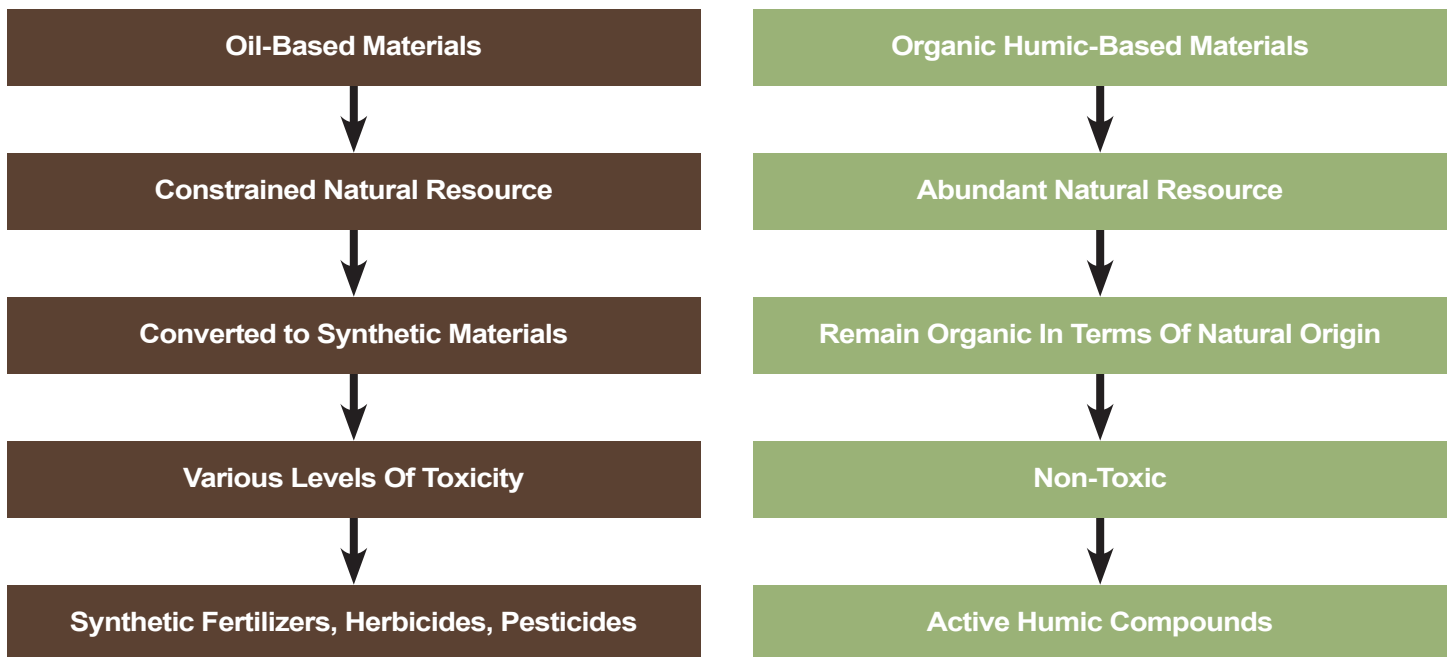 Oil-Based Materials
Constrained Natural Resource
Converted to Synthetic Materials
Various Levels Of Toxicity
Synthetic Fertilizers, Herbicides, Pesticides
Organic Humic-Based Materials
Abundant Natural Resource
Remain Organic In Terms Of Natural Origin
Non-Toxic
Active Humic Compounds